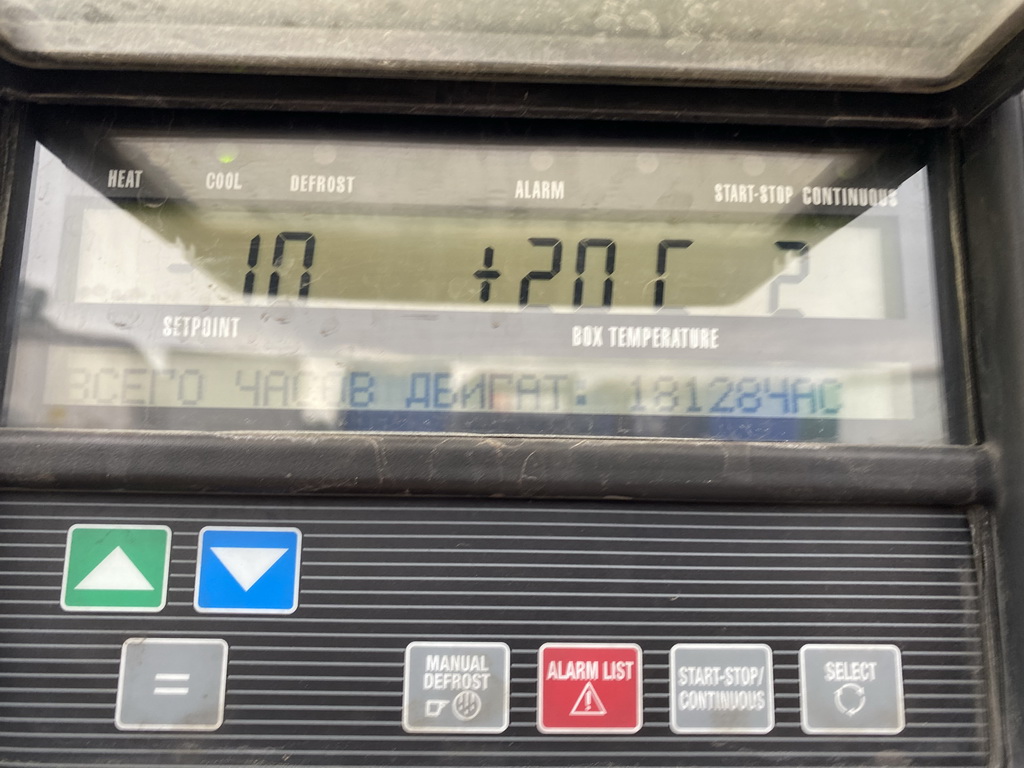 HEAT COOL DEFROST ALARM START-STOP CONTINUOUS
-10 +20 C 2
SETPOINT BOX TEMPERATURE
ВСЕГО ЧАСОВ ДВИГАТ: 18128ЧАС
=
MANUAL DEFROST
ALARM LIST
START-STOP/ CONTINUOUS
SELECT